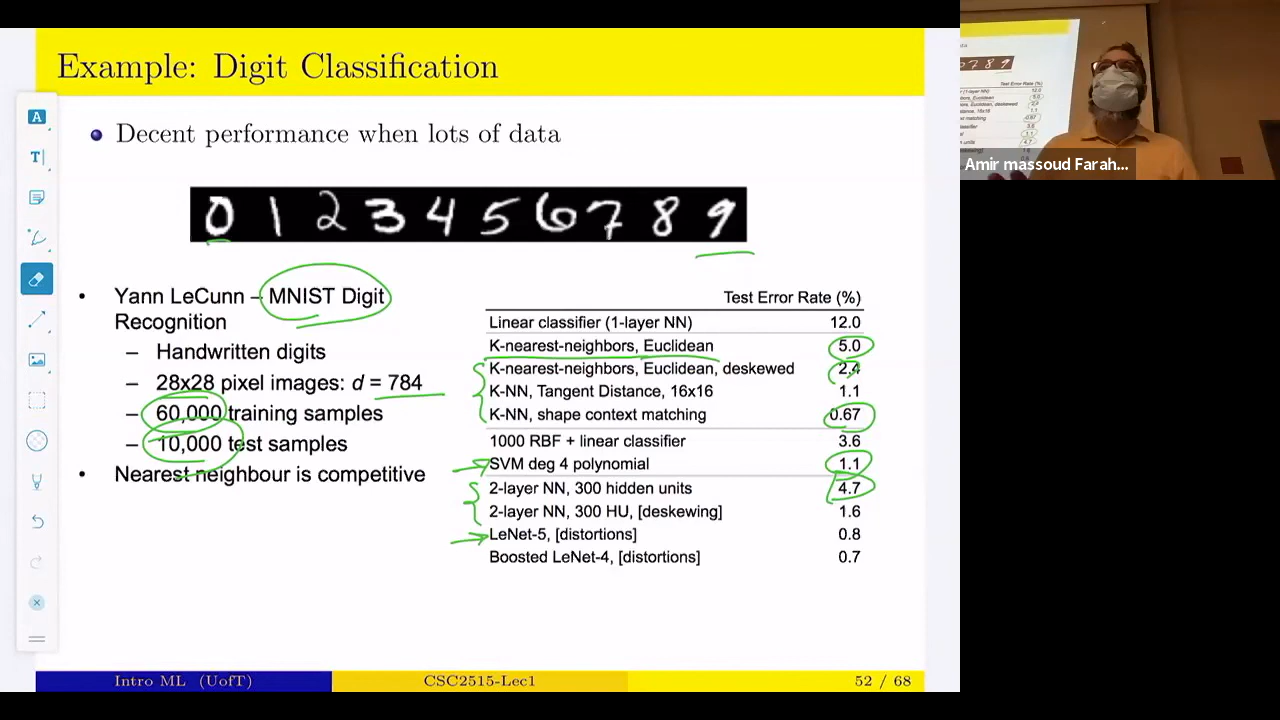 Example: Digit Classification
Decent performance when lots of data
0 1 2 3 4 5 6 7 8 9
• Yann LeCunn – MNIST Digit
Recognition
– Handwritten digits
– 28x28 pixel images: d = 784
– 60,000 training samples
– 10,000 test samples
• Nearest neighbour is competitive
Test Error Rate (%)
Linear classifier (1-layer NN) 12.0
K-nearest-neighbors, Euclidean 5.0
K-nearest-neighbors, Euclidean, deskewed 2.4
K-NN, Tangent Distance, 16x16 1.1
K-NN, shape context matching 0.67
1000 RBF + linear classifier 3.6
SVM deg 4 polynomial 1.1
2-layer NN, 300 hidden units 4.7
2-layer NN, 300 HU, [deskewing] 1.6
LeNet-5, [distortions] 0.8
Boosted LeNet-4, [distortions] 0.7
Intro ML (UofT) CSC2515-Lec1 52 / 68
Amir massoud Farah...